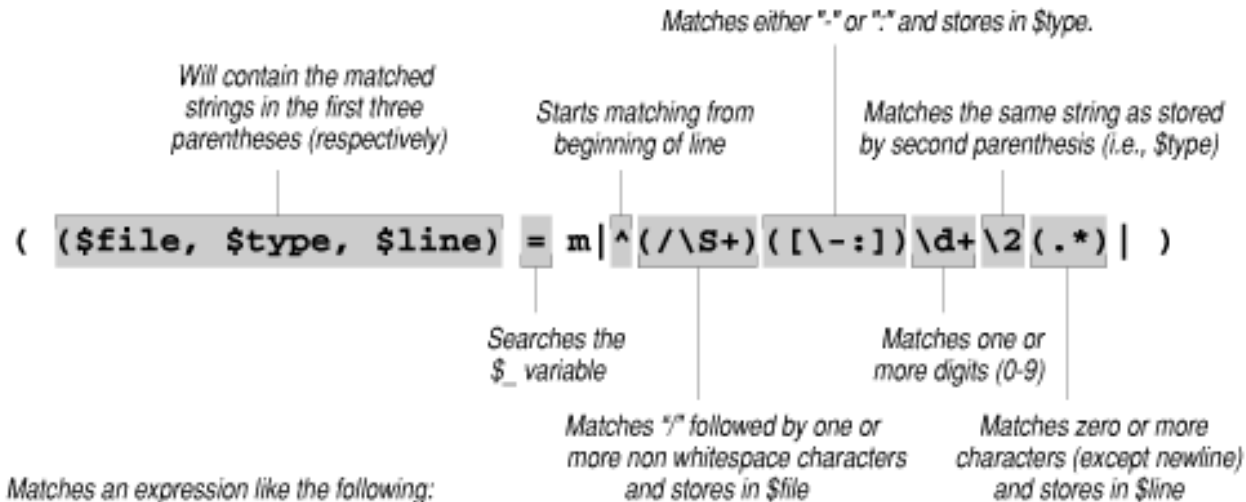 Matches either "-" or ":" and stores in $type.
Will contain the matched
strings in the first three
parentheses (respectively)
Starts matching from
beginning of line
Matches the same string as stored
by second parenthesis (i.e., $type)
( ($file, $type, $line) = m|^(/\S+)([\-:])\d+\2(.*)| )
Searches the
$_ variable
Matches one or
more digits (0-9)
Matches "/" followed by one or
more non whitespace characters
and stores in $file
Matches zero or more
characters (except newline)
and stores in $line
Matches an expression like the following: